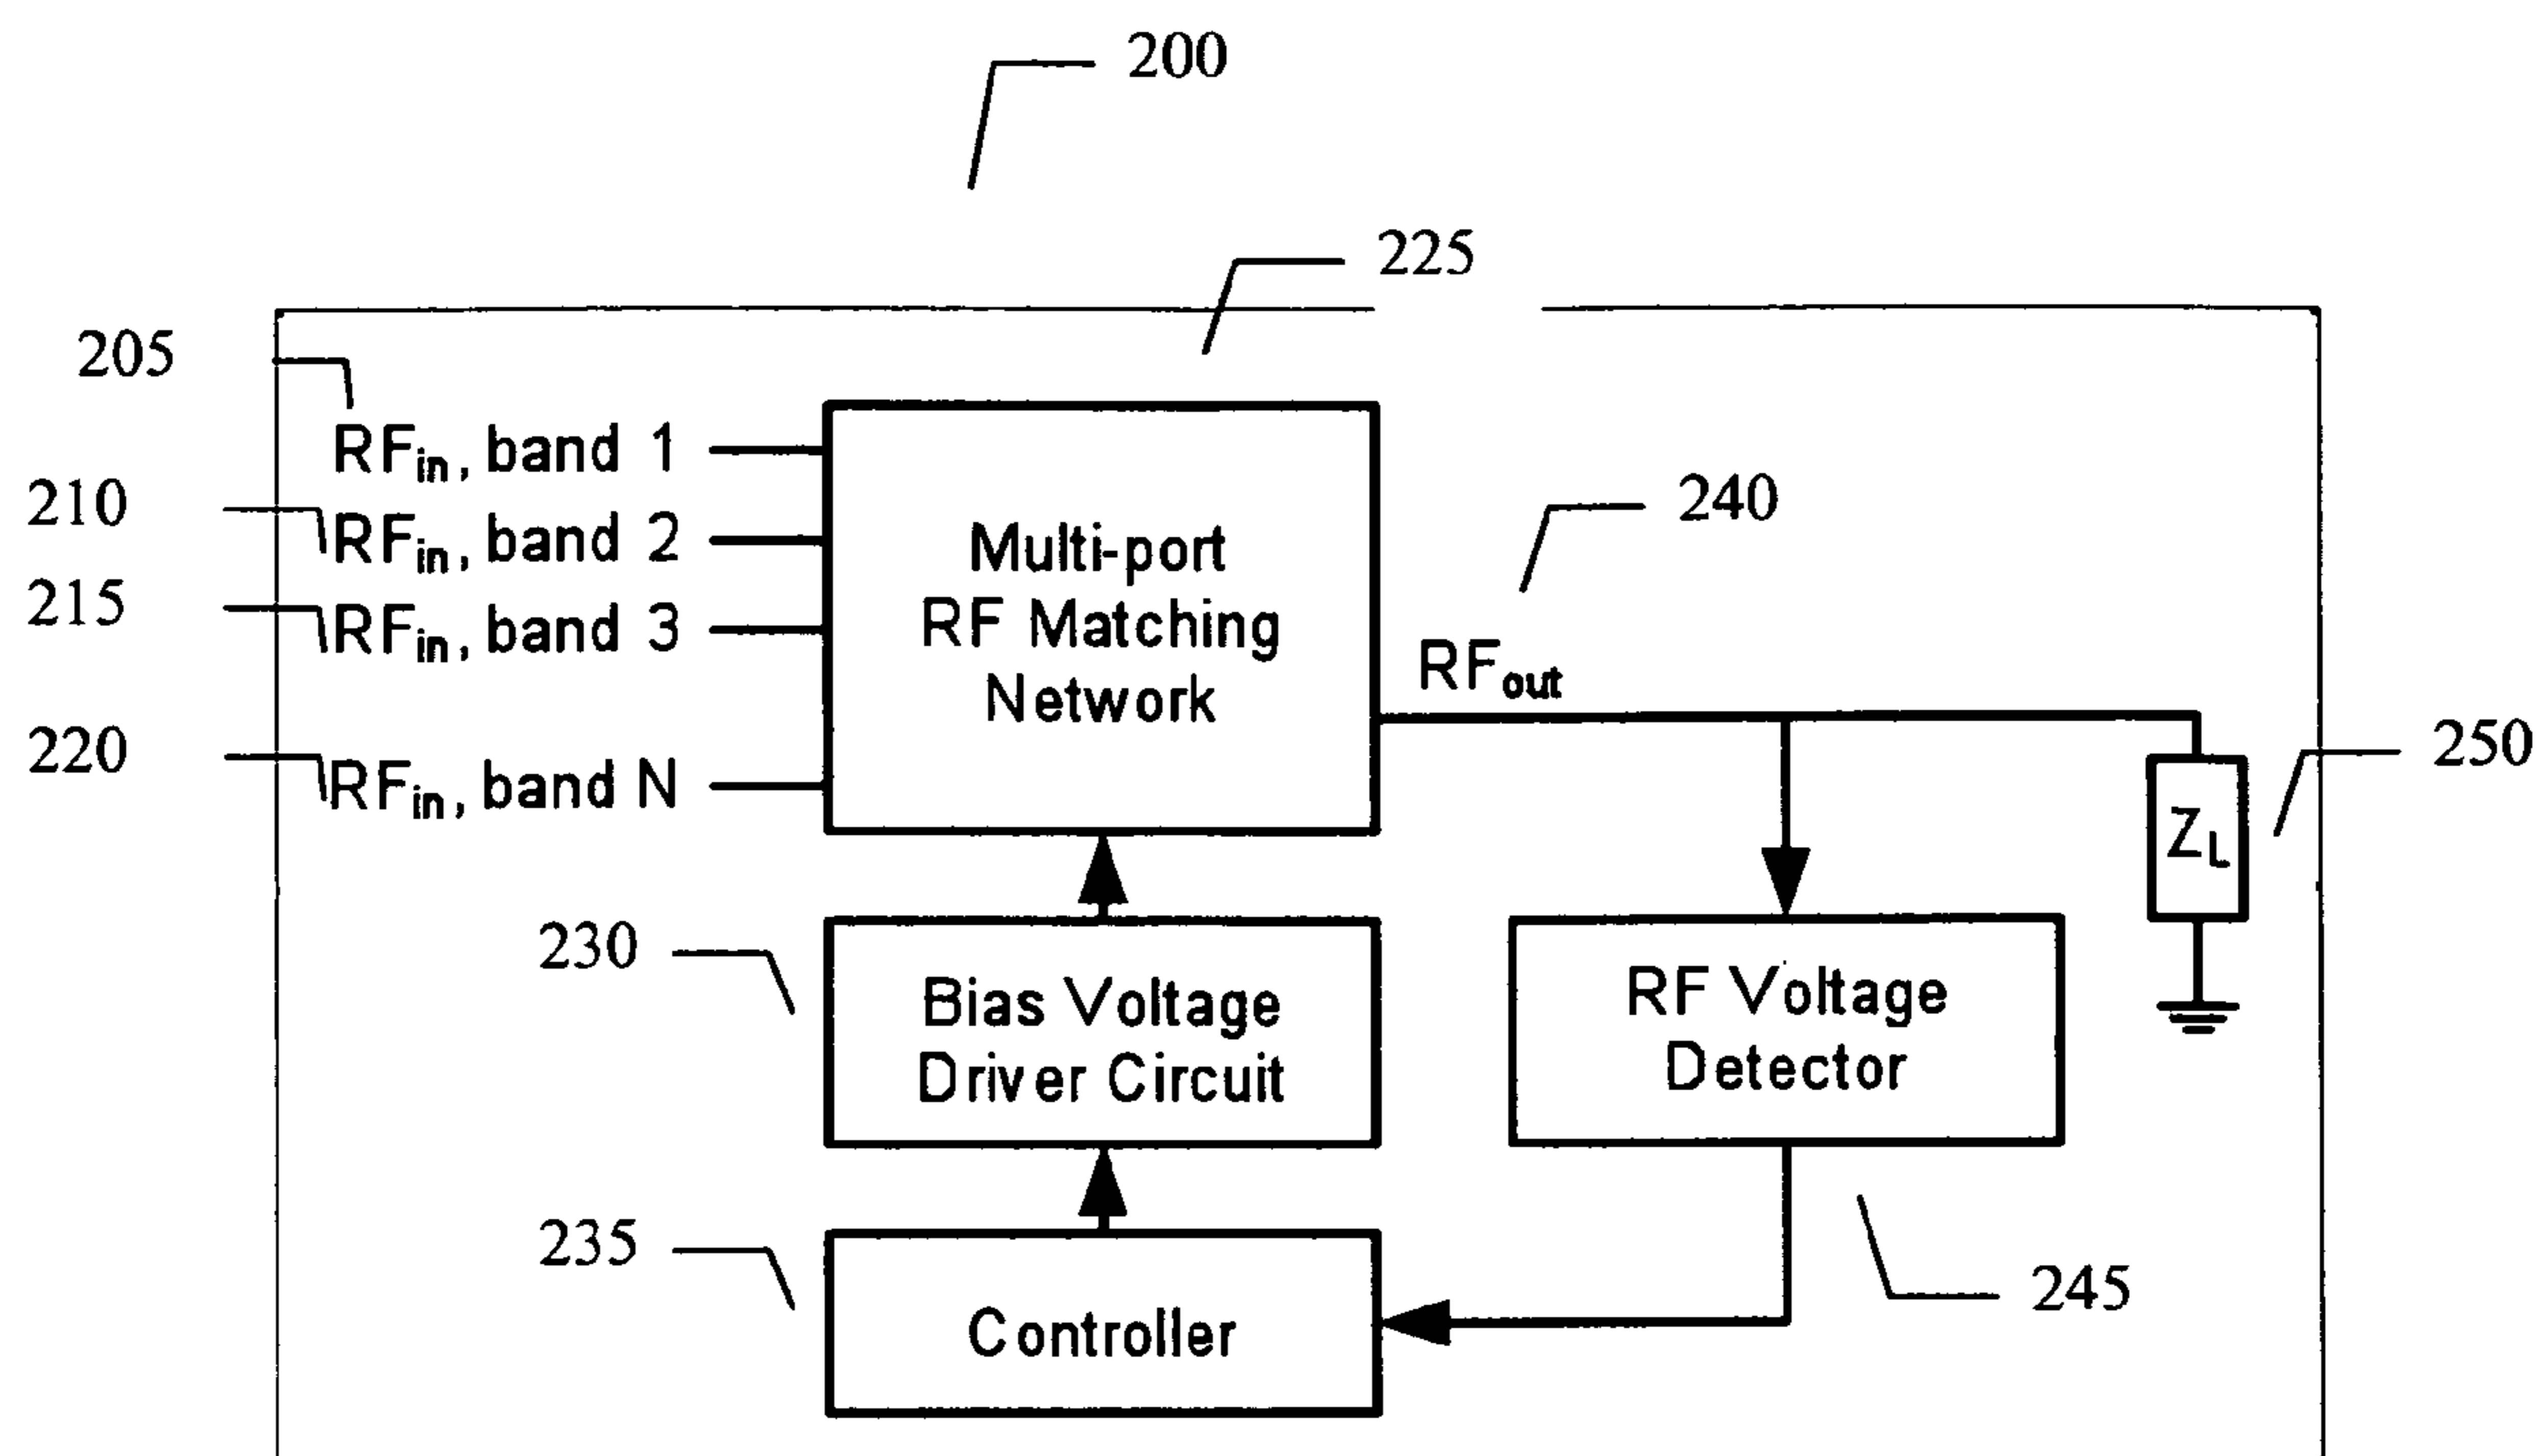 200
225
205
RFin, band 1
210
RFin, band 2
215
RFin, band 3
220
RFin, band N
Multi-port
RF Matching
Network
240
RFout
250
ZL
230
Bias Voltage
Driver Circuit
RF Voltage
Detector
235
Controller
245